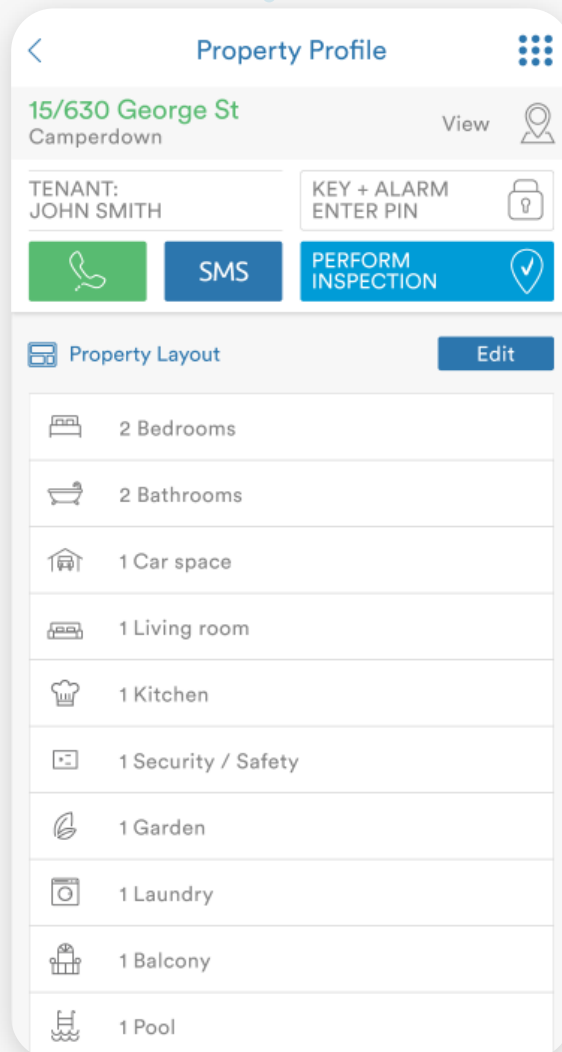 Property Profile
15/630 George St
Camperdown
View
TENANT:
JOHN SMITH
KEY + ALARM
ENTER PIN
SMS
PERFORM
INSPECTION
Property Layout
Edit
2 Bedrooms
2 Bathrooms
1 Car space
1 Living room
1 Kitchen
1 Security / Safety
1 Garden
1 Laundry
1 Balcony
1 Pool